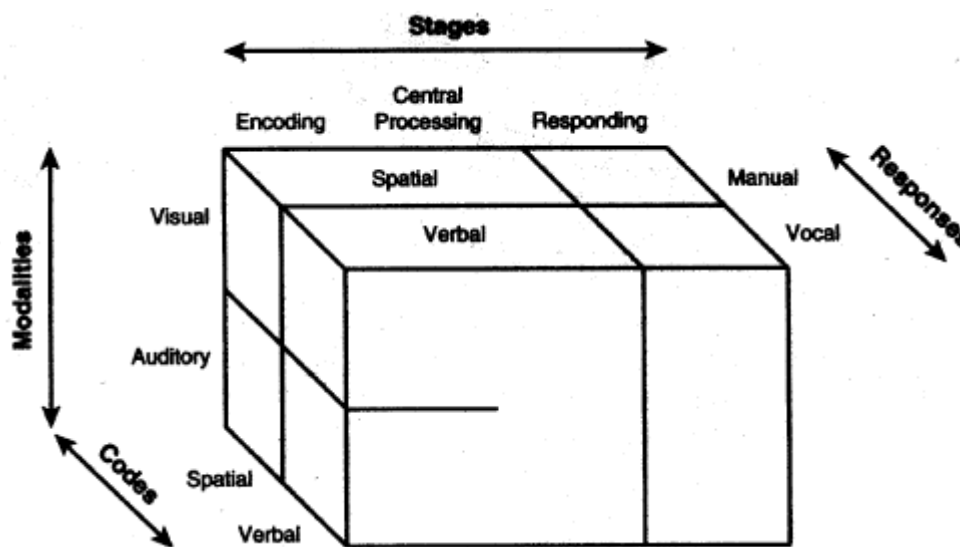 Stages
Central
Encoding Processing Responding
Spatial
Manual
Visual
Verbal
Vocal
Responses
Modalities
Auditory
Codes
Spatial
Verbal